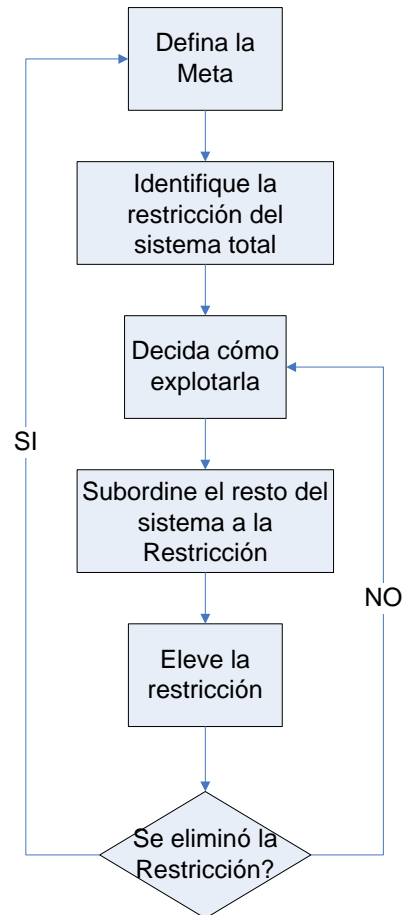 Defina la
Meta
Identifique la
restricción del
sistema total
Decida cómo
explotarla
SI
Subordine el resto del
sistema a la
Restricción
NO
Eleve la
restricción
Se eliminó la
Restricción?